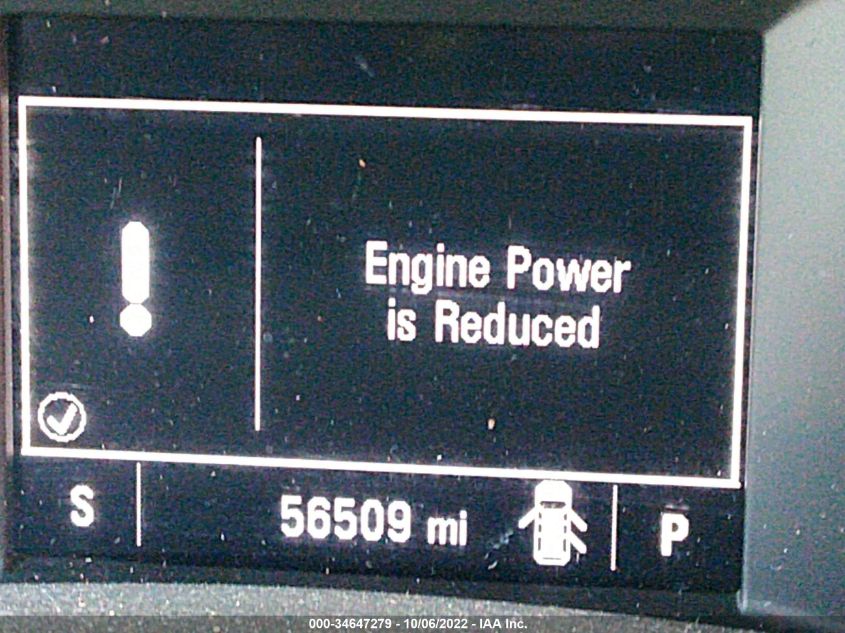 Engine Power
is Reduced
S 56509 mi P
000-34647279 - 10/06/2022 - IAA Inc.